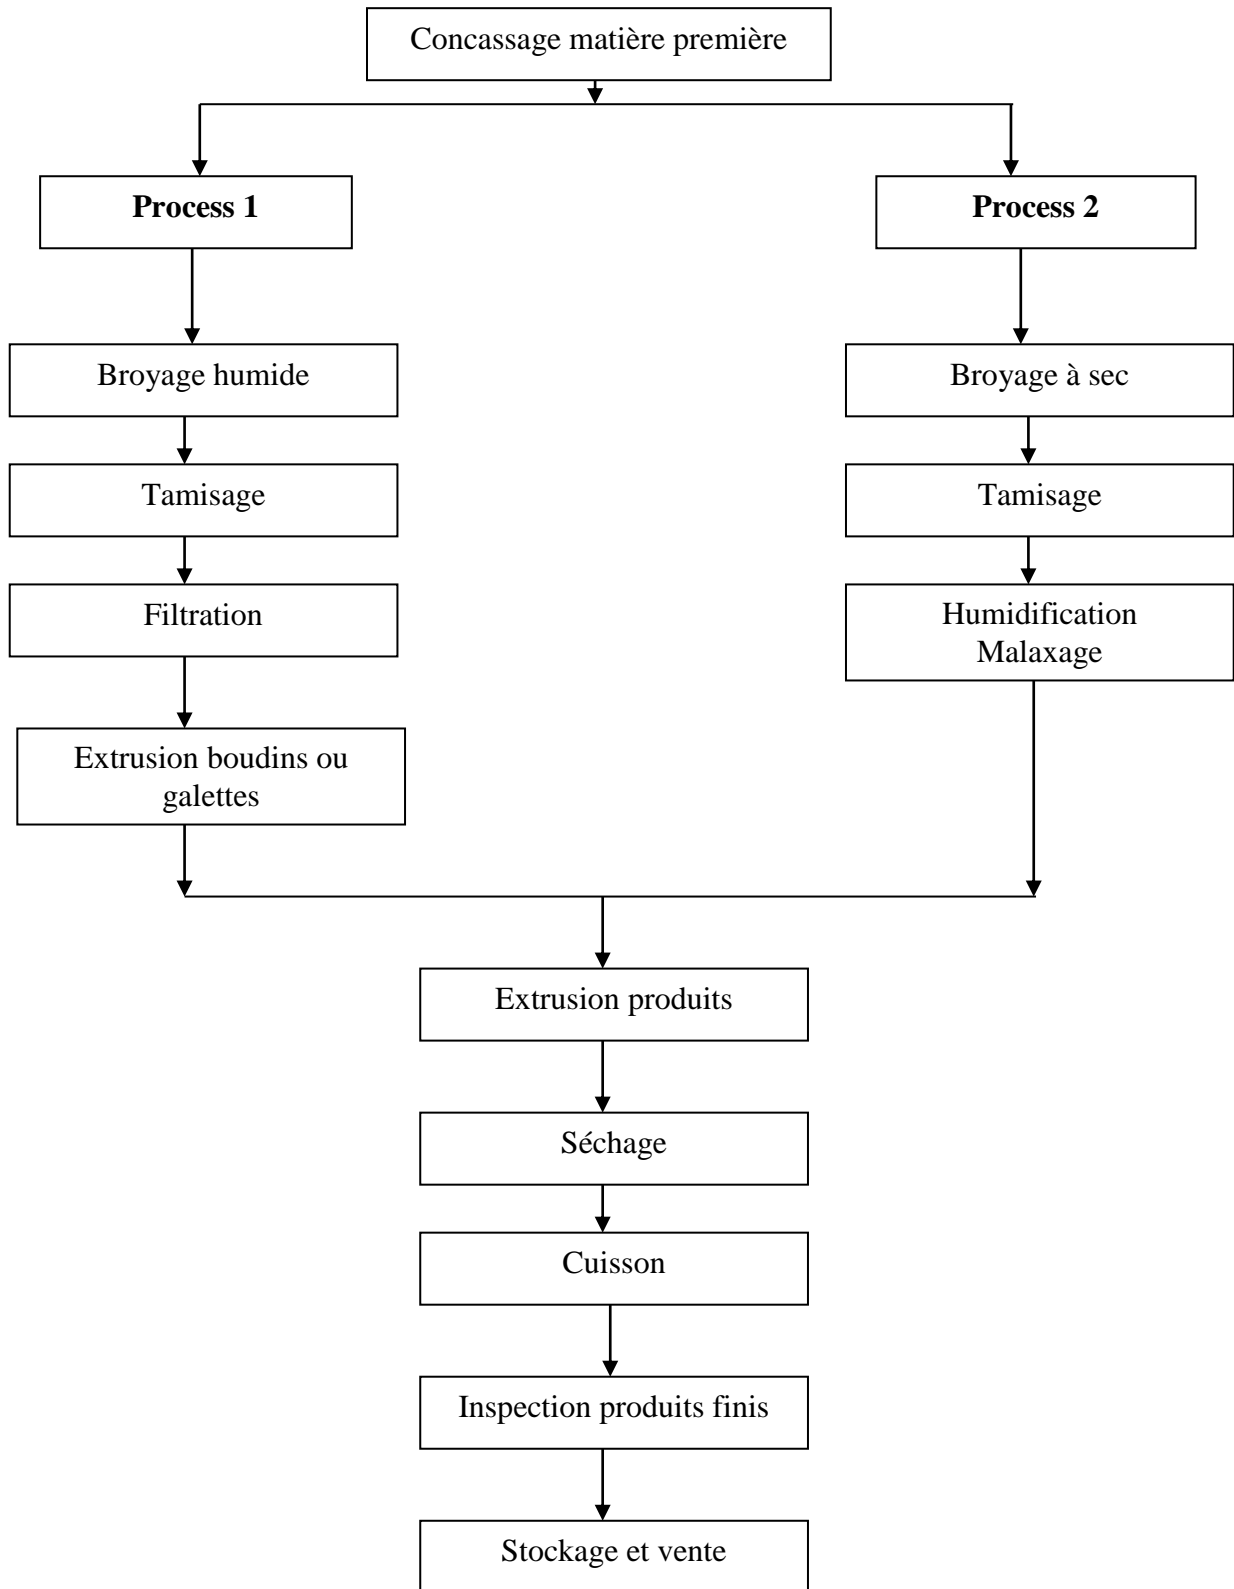 Concassage matière première
Process 1
Process 2
Broyage humide
Broyage à sec
Tamisage
Tamisage
Filtration
Humidification
Malaxage
Extrusion boudins ou
galettes
Extrusion produits
Séchage
Cuisson
Inspection produits finis
Stockage et vente